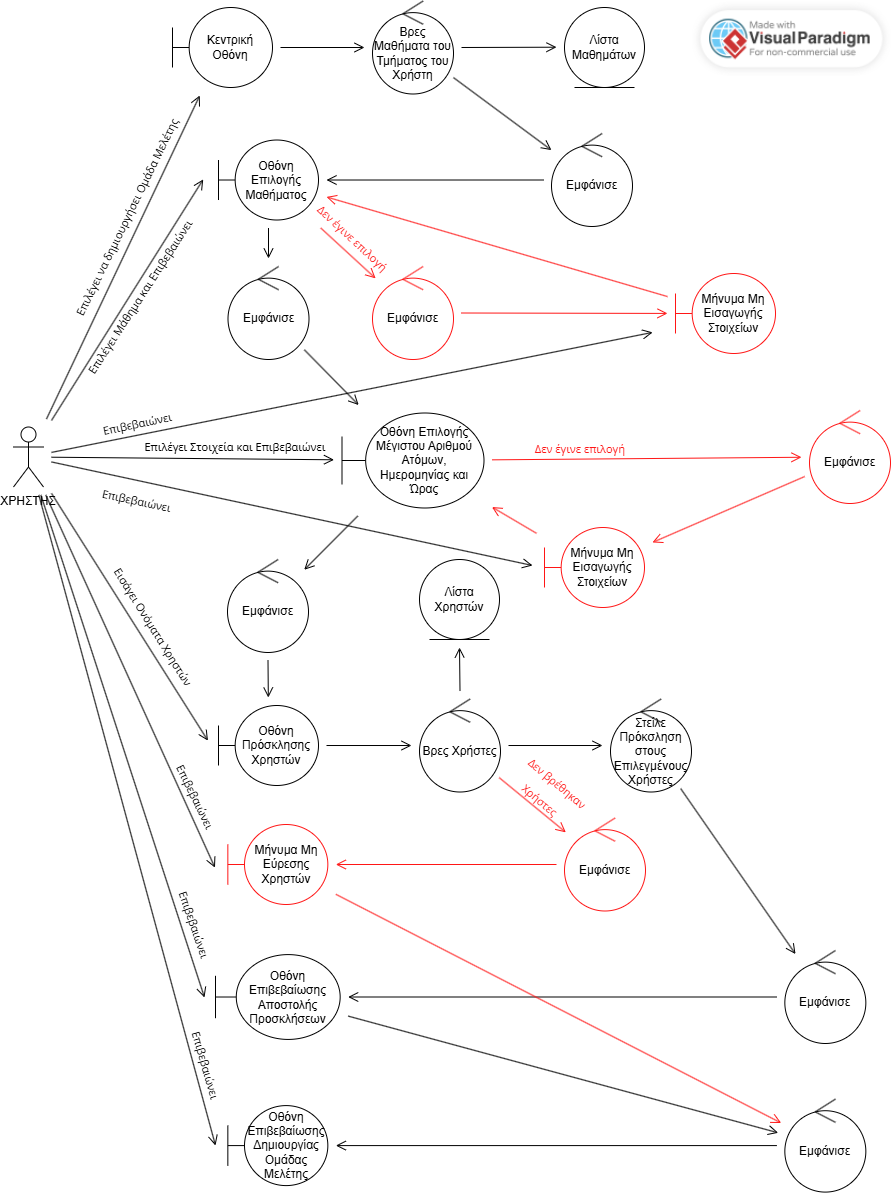 Made with
VisualParadigm
For non-commercial use
Κεντρική
Οθόνη
Βρες
Μαθήματα του
Τμήματος του
Χρήστη
Λίστα
Μαθημάτων
Επιλέγει να δημιουργήσει Ομάδα Μελέτης
Οθόνη
Επιλογής
Μαθήματος
Εμφάνισε
Επιλέγει Μάθημα και Επιβεβαιώνει
Δεν έγινε επιλογή
Εμφάνισε
Εμφάνισε
Μήνυμα Μη
Εισαγωγής
Στοιχείων
Επιβεβαιώνει
Επιλέγει Στοιχεία και Επιβεβαιώνει
Οθόνη Επιλογής
Μέγιστου Αριθμού
Ατόμων,
Ημερομηνίας και
Ώρας
Δεν έγινε επιλογή
Εμφάνισε
ΧΡΗΣΤΗΣ
Επιβεβαιώνει
Μήνυμα Μη
Εισαγωγής
Στοιχείων
Εισάγει Ονόματα Χρηστών
Εμφάνισε
Λίστα
Χρηστών
Οθόνη
Πρόσκλησης
Χρηστών
Βρες Χρήστες
Στείλε
Πρόκσληση
στους
Επιλεγμένους
Χρήστες
Δεν βρέθηκαν
Χρήστες
Επιβεβαιώνει
Μήνυμα Μη
Εύρεσης
Χρηστών
Εμφάνισε
Επιβεβαιώνει
Οθόνη
Επιβεβαίωσης
Αποστολής
Προσκλήσεων
Εμφάνισε
Επιβεβαιώνει
Οθόνη
Επιβεβαίωσης
Δημιουργίας
Ομάδας
Μελέτης
Εμφάνισε